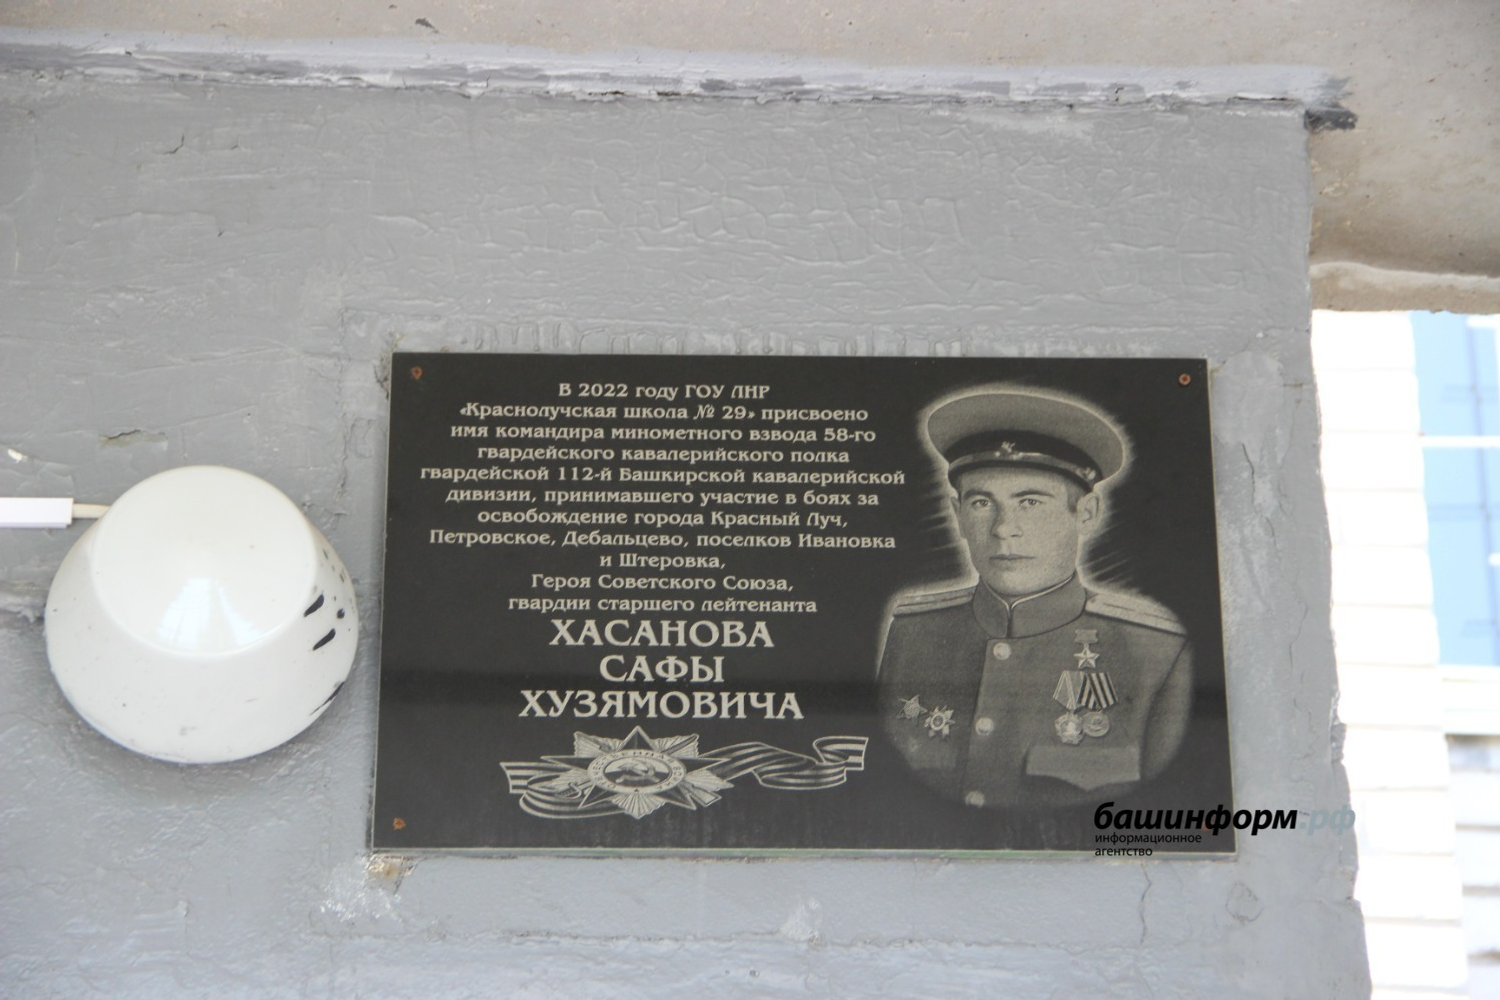 В 2022 году ГОУ ЛНР
«Краснолучская школа № 29» присвоено
имя командира минометного взвода 58-го
гвардейского кавалерийского полка
гвардейской 112-й Башкирской кавалерийской
дивизии, принимавшего участие в боях за
освобождение города Красный Луч,
Петровское, Дебальцево, поселков Ивановка
и Штеровка,
Героя Советского Союза,
гвардии старшего лейтенанта
ХАСАНОВА
САФЫ
ХУЗЯМОВИЧА
башинформ.рф
информационное
агентство